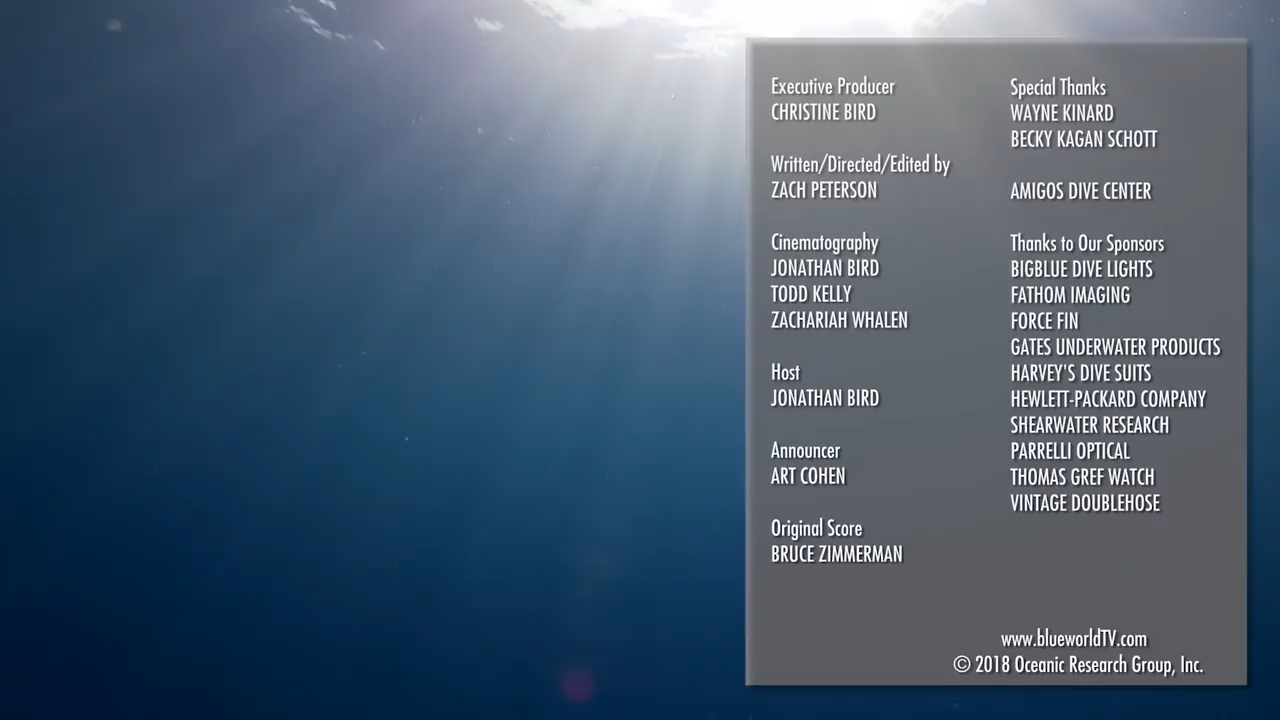 Executive Producer
CHRISTINE BIRD
Written/Directed/Edited by
ZACH PETERSON
Cinematography
JONATHAN BIRD
TODD KELLY
ZACHARIAH WHALEN
Host
JONATHAN BIRD
Announcer
ART COHEN
Original Score
BRUCE ZIMMERMAN
Special Thanks
WAYNE KINARD
BECKY KAGAN SCHOTT
AMIGOS DIVE CENTER
Thanks to Our Sponsors
BIGBLUE DIVE LIGHTS
FATHOM IMAGING
FORCE FIN
GATES UNDERWATER PRODUCTS
HARVEY'S DIVE SUITS
HEWLETT-PACKARD COMPANY
SHEARWATER RESEARCH
PARRELLI OPTICAL
THOMAS GREF WATCH
VINTAGE DOUBLEHOSE
www.blueworldTV.com
© 2018 Oceanic Research Group, Inc.